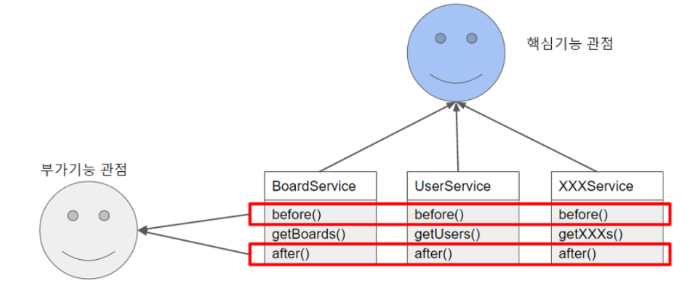 핵심기능 관점
부가기능 관점
BoardService UserService XXXService
before() before() before()
getBoards() getUsers() getXXXs()
after() after() after()